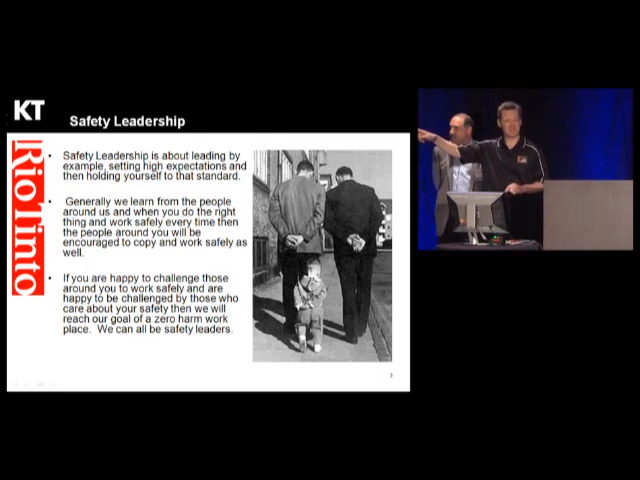 KT
Safety Leadership
Rio Tinto
• Safety Leadership is about leading by
example, setting high expectations and
then holding yourself to that standard.
• Generally we learn from the people
around us and when you do the right
thing and work safely every time then
the people around you will be
encouraged to copy and work safely as
well.
• If you are happy to challenge those
around you to work safely and are
happy to be challenged by those who
care about your safety then we will
reach our goal of a zero harm work
place. We can all be safety leaders.
3